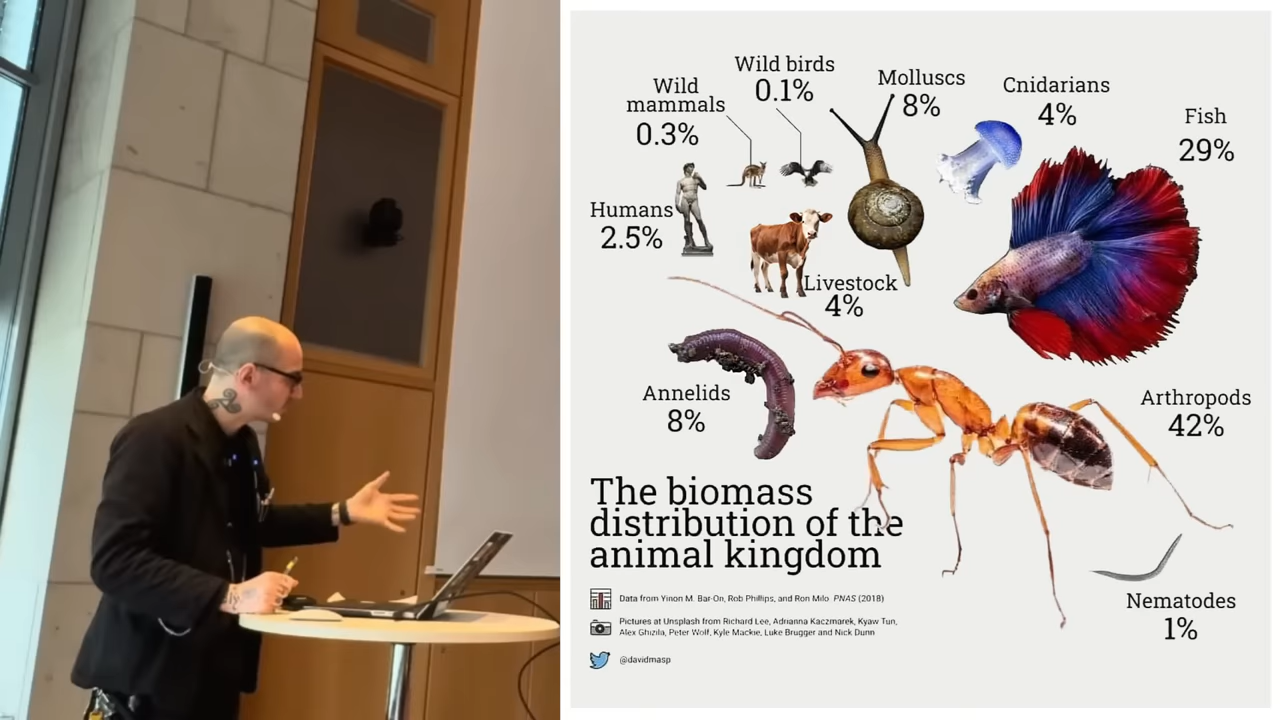 Wild birds
0.1%
Wild
mammals
0.3%
Molluscs
8%
Cnidarians
4%
Fish
29%
Humans
2.5%
Livestock
4%
Annelids
8%
Arthropods
42%
The biomass
distribution of the
animal kingdom
Data from Yinon M. Bar-On, Rob Phillips, and Ron Milo PNAS (2018)
Pictures at Unsplash from Richard Lee, Adrianna Kaczmarek, Kyaw Tun,
Alex Ghizila, Peter Wolf, Kyle Mackie, Luke Brugger and Nick Dunn
@davidmasp
Nematodes
1%